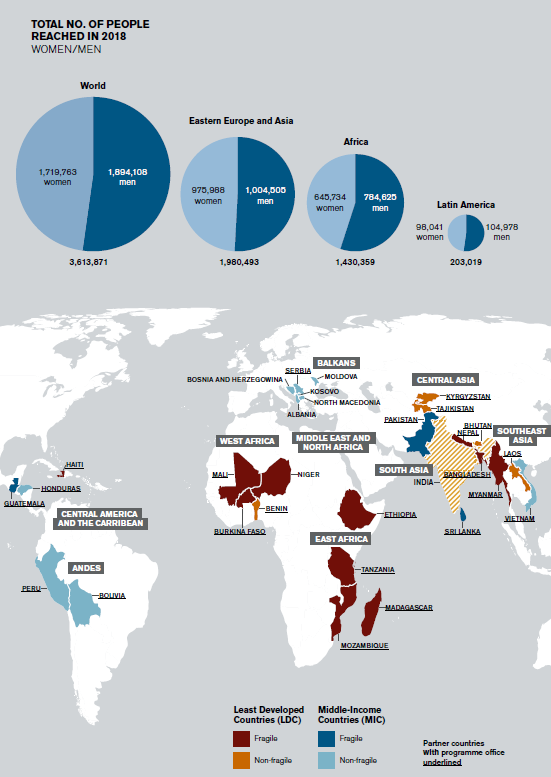 TOTAL NO. OF PEOPLE
REACHED IN 2018
WOMEN/MEN
World
1,719,763
women
1,894,108
men
3,613,871
Eastern Europe and Asia
975,988
women
1,004,505
men
1,980,493
Africa
645,734
women
784,625
men
1,430,359
Latin America
98,041
women
104,978
men
203,019
BALKANS
SERBIA
MOLDOVA
BOSNIA AND HERZEGOWINA
KOSOVO
NORTH MACEDONIA
ALBANIA
CENTRAL ASIA
KYRGYZSTAN
TAJIKISTAN
PAKISTAN
BHUTAN
NEPAL
SOUTHEAST
ASIA
LAOS
WEST AFRICA
MIDDLE EAST AND
NORTH AFRICA
SOUTH ASIA
INDIA
BANGLADESH
MYANMAR
VIETNAM
SRI LANKA
HAITI
HONDURAS
GUATEMALA
CENTRAL AMERICA
AND THE CARRIBEAN
MALI
NIGER
BENIN
BURKINA FASO
ETHIOPIA
EAST AFRICA
TANZANIA
MADAGASCAR
MOZAMBIQUE
ANDES
PERU
BOLIVIA
Least Developed
Countries (LDC)
Fragile
Non-fragile
Middle-Income
Countries (MIC)
Fragile
Non-fragile
Partner countries
with programme office
underlined